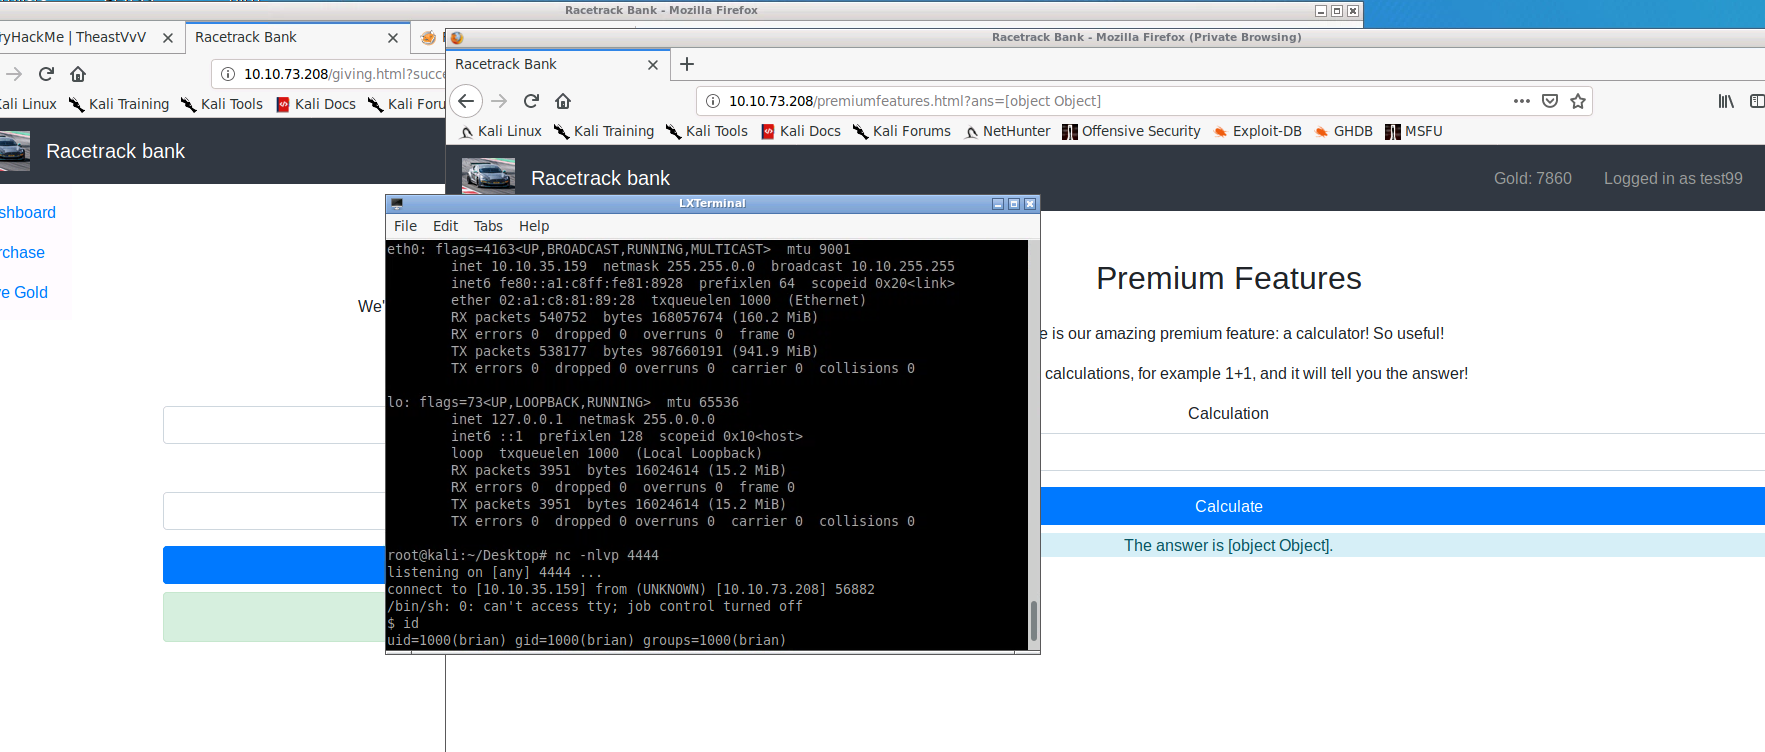 Racetrack Bank - Mozilla Firefox
ryHackMe | TheastVvV
Racetrack Bank
10.10.73.208/giving.html?succe
Kali Linux Kali Training Kali Tools Kali Docs Kali Foru
Racetrack bank
shboard
rchase
e Gold
We'
Racetrack Bank - Mozilla Firefox (Private Browsing)
Racetrack Bank
10.10.73.208/premiumfeatures.html?ans=[object Object]
Kali Linux Kali Training Kali Tools Kali Docs Kali Forums NetHunter Offensive Security Exploit-DB GHDB MSFU
Racetrack bank Gold: 7860 Logged in as test99
Premium Features
e is our amazing premium feature: a calculator! So useful!
calculations, for example 1+1, and it will tell you the answer!
Calculation
Calculate
The answer is [object Object].
LXTerminal
File Edit Tabs Help
eth0: flags=4163<UP,BROADCAST,RUNNING,MULTICAST> mtu 9001
inet 10.10.35.159 netmask 255.255.0.0 broadcast 10.10.255.255
inet6 fe80::a1:c8ff:fe81:8928 prefixlen 64 scopeid 0x20<link>
ether 02:a1:c8:81:89:28 txqueuelen 1000 (Ethernet)
RX packets 540752 bytes 168057674 (160.2 MiB)
RX errors 0 dropped 0 overruns 0 frame 0
TX packets 538177 bytes 987660191 (941.9 MiB)
TX errors 0 dropped 0 overruns 0 carrier 0 collisions 0
lo: flags=73<UP,LOOPBACK,RUNNING> mtu 65536
inet 127.0.0.1 netmask 255.0.0.0
inet6 ::1 prefixlen 128 scopeid 0x10<host>
loop txqueuelen 1000 (Local Loopback)
RX packets 3951 bytes 16024614 (15.2 MiB)
RX errors 0 dropped 0 overruns 0 frame 0
TX packets 3951 bytes 16024614 (15.2 MiB)
TX errors 0 dropped 0 overruns 0 carrier 0 collisions 0
root@kali:~/Desktop# nc -nlvp 4444
listening on [any] 4444 ...
connect to [10.10.35.159] from (UNKNOWN) [10.10.73.208] 56882
/bin/sh: 0: can't access tty; job control turned off
$ id
uid=1000(brian) gid=1000(brian) groups=1000(brian)